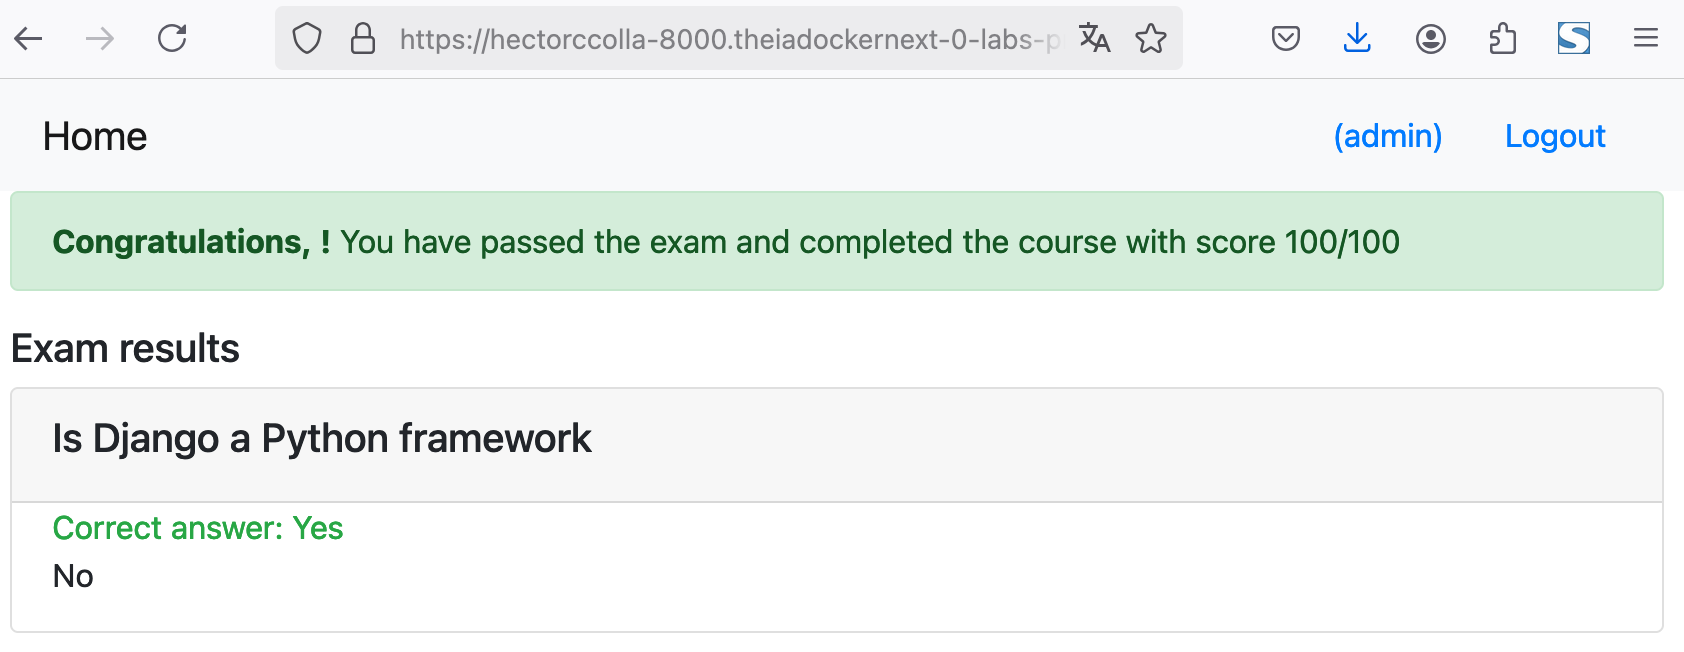 https://hectorccolla-8000.theiadockernext-0-labs-p
Home
(admin)
Logout
Congratulations, ! You have passed the exam and completed the course with score 100/100
Exam results
Is Django a Python framework
Correct answer: Yes
No